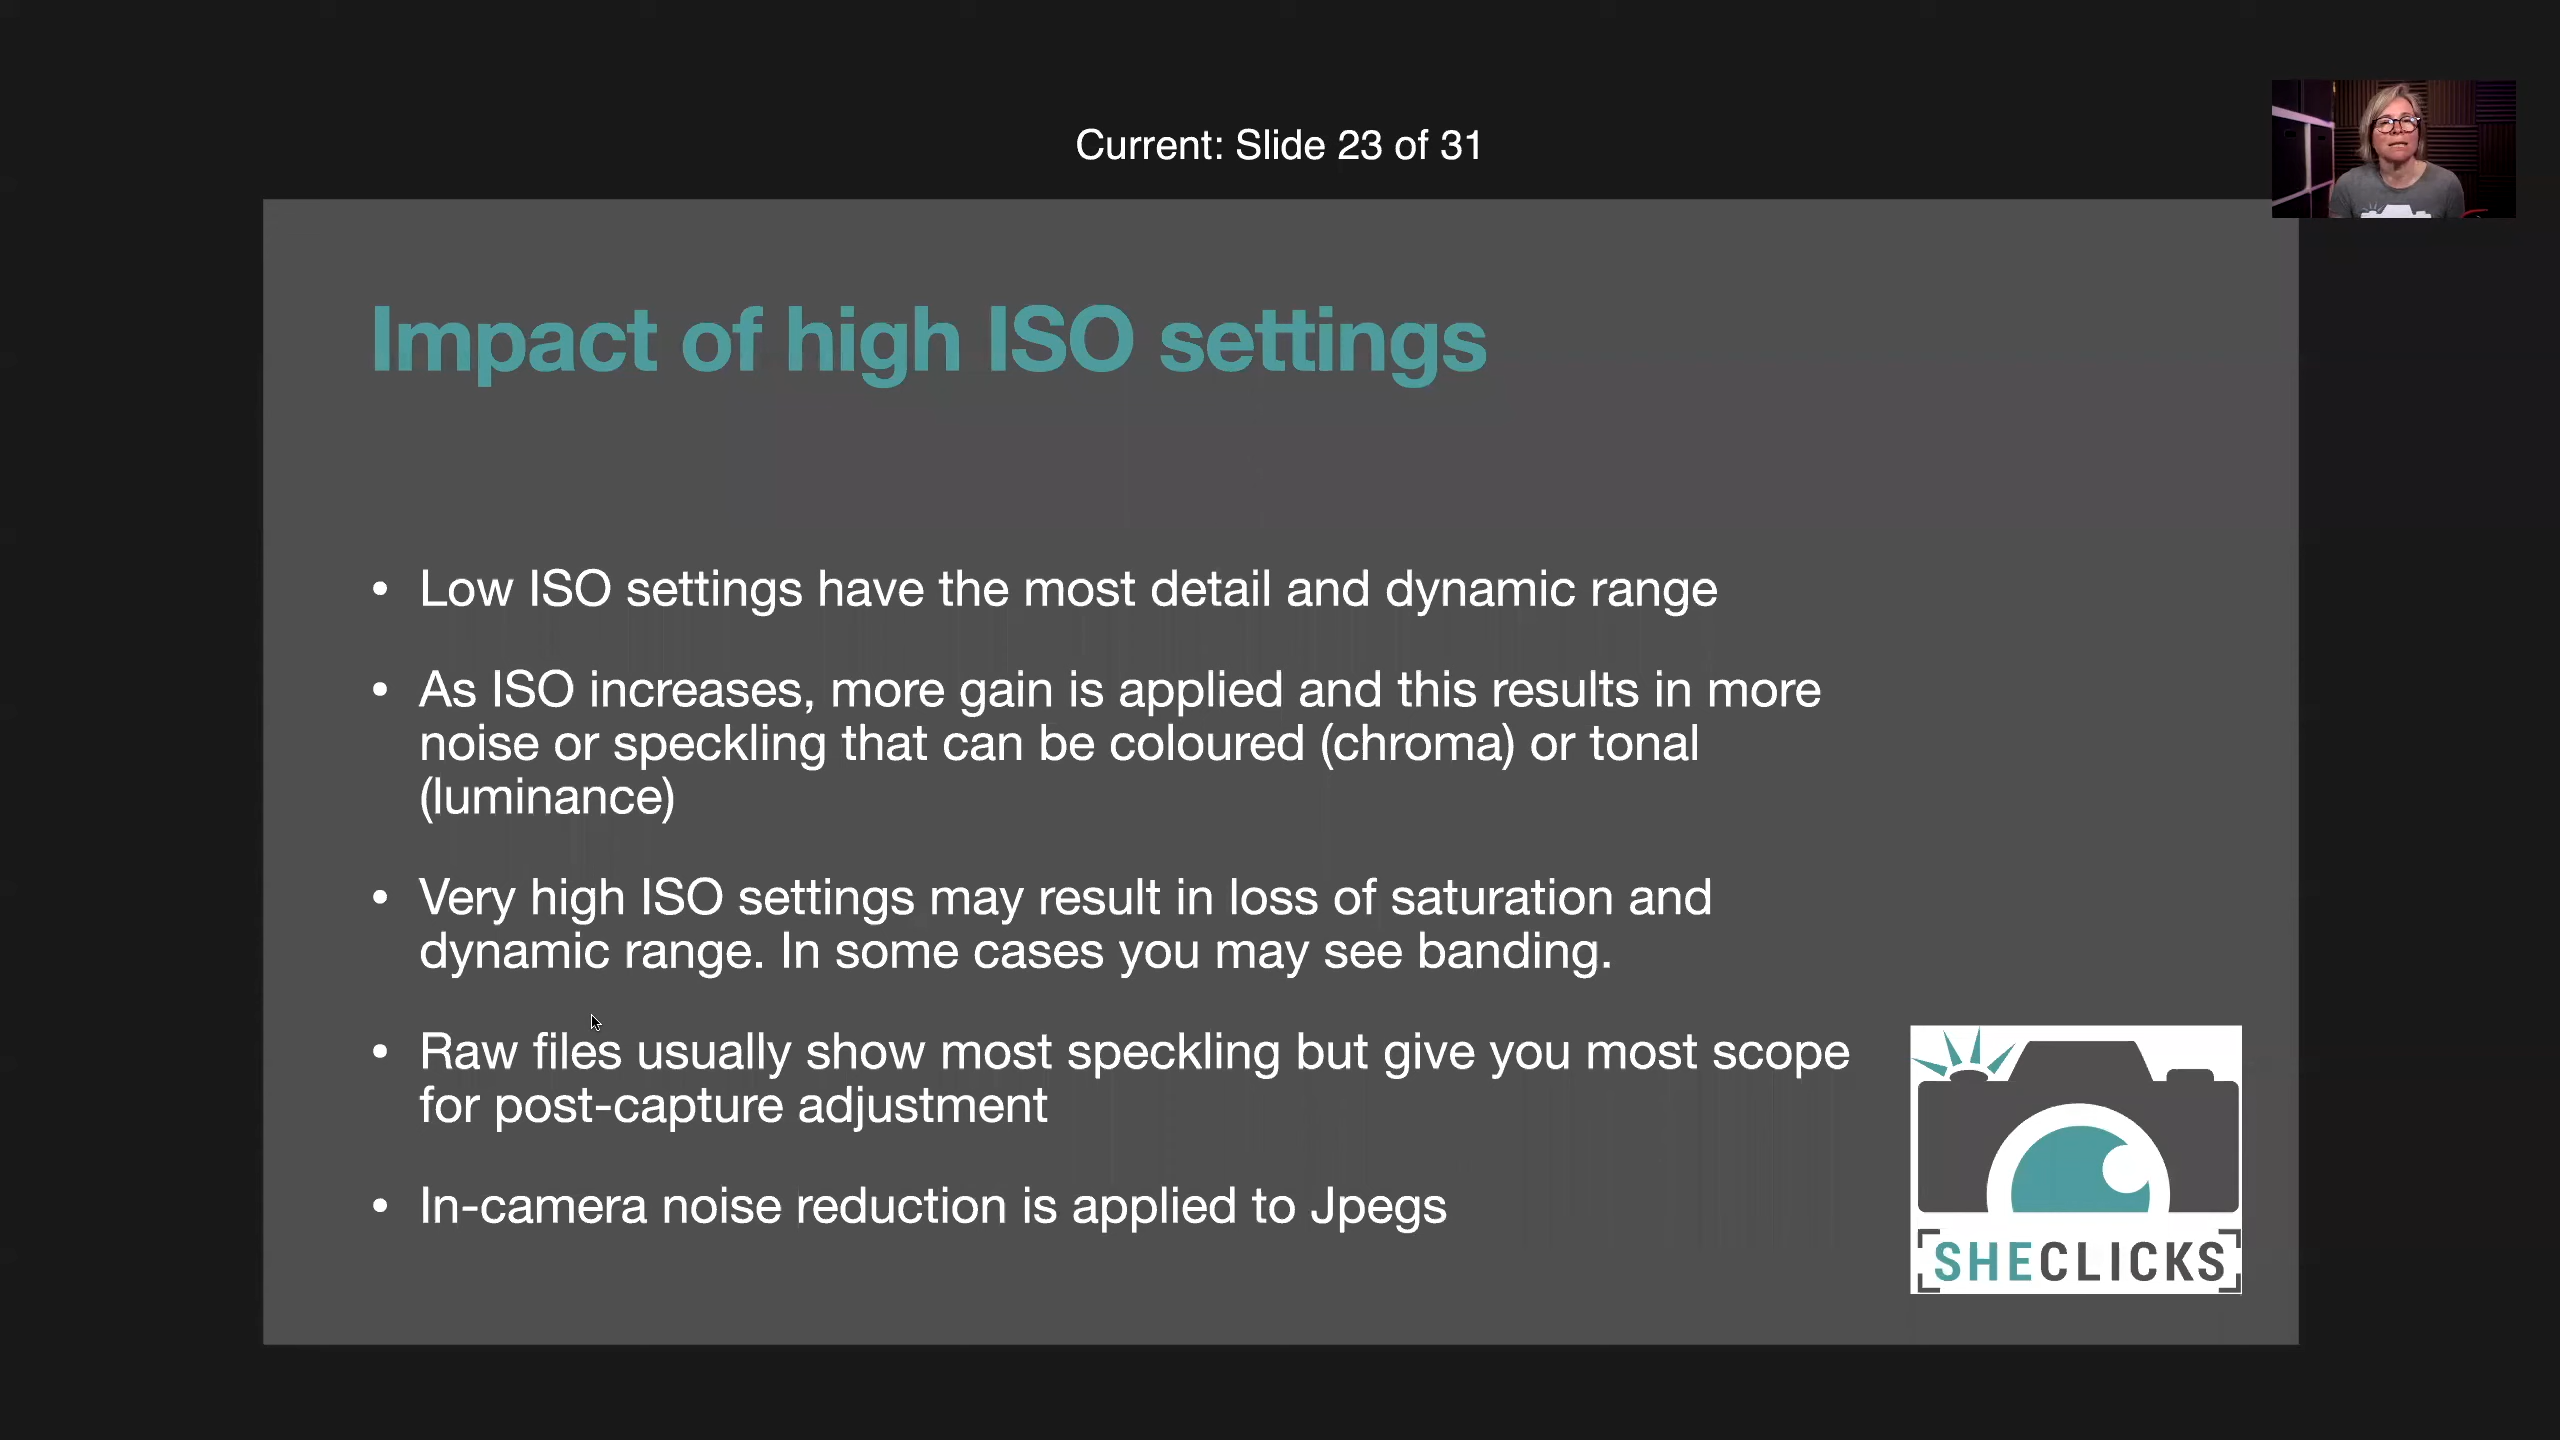 Current: Slide 23 of 31
Impact of high ISO settings
• Low ISO settings have the most detail and dynamic range
• As ISO increases, more gain is applied and this results in more
noise or speckling that can be coloured (chroma) or tonal
(luminance)
• Very high ISO settings may result in loss of saturation and
dynamic range. In some cases you may see banding.
• Raw files usually show most speckling but give you most scope
for post-capture adjustment
• In-camera noise reduction is applied to Jpegs
SHECLICKS